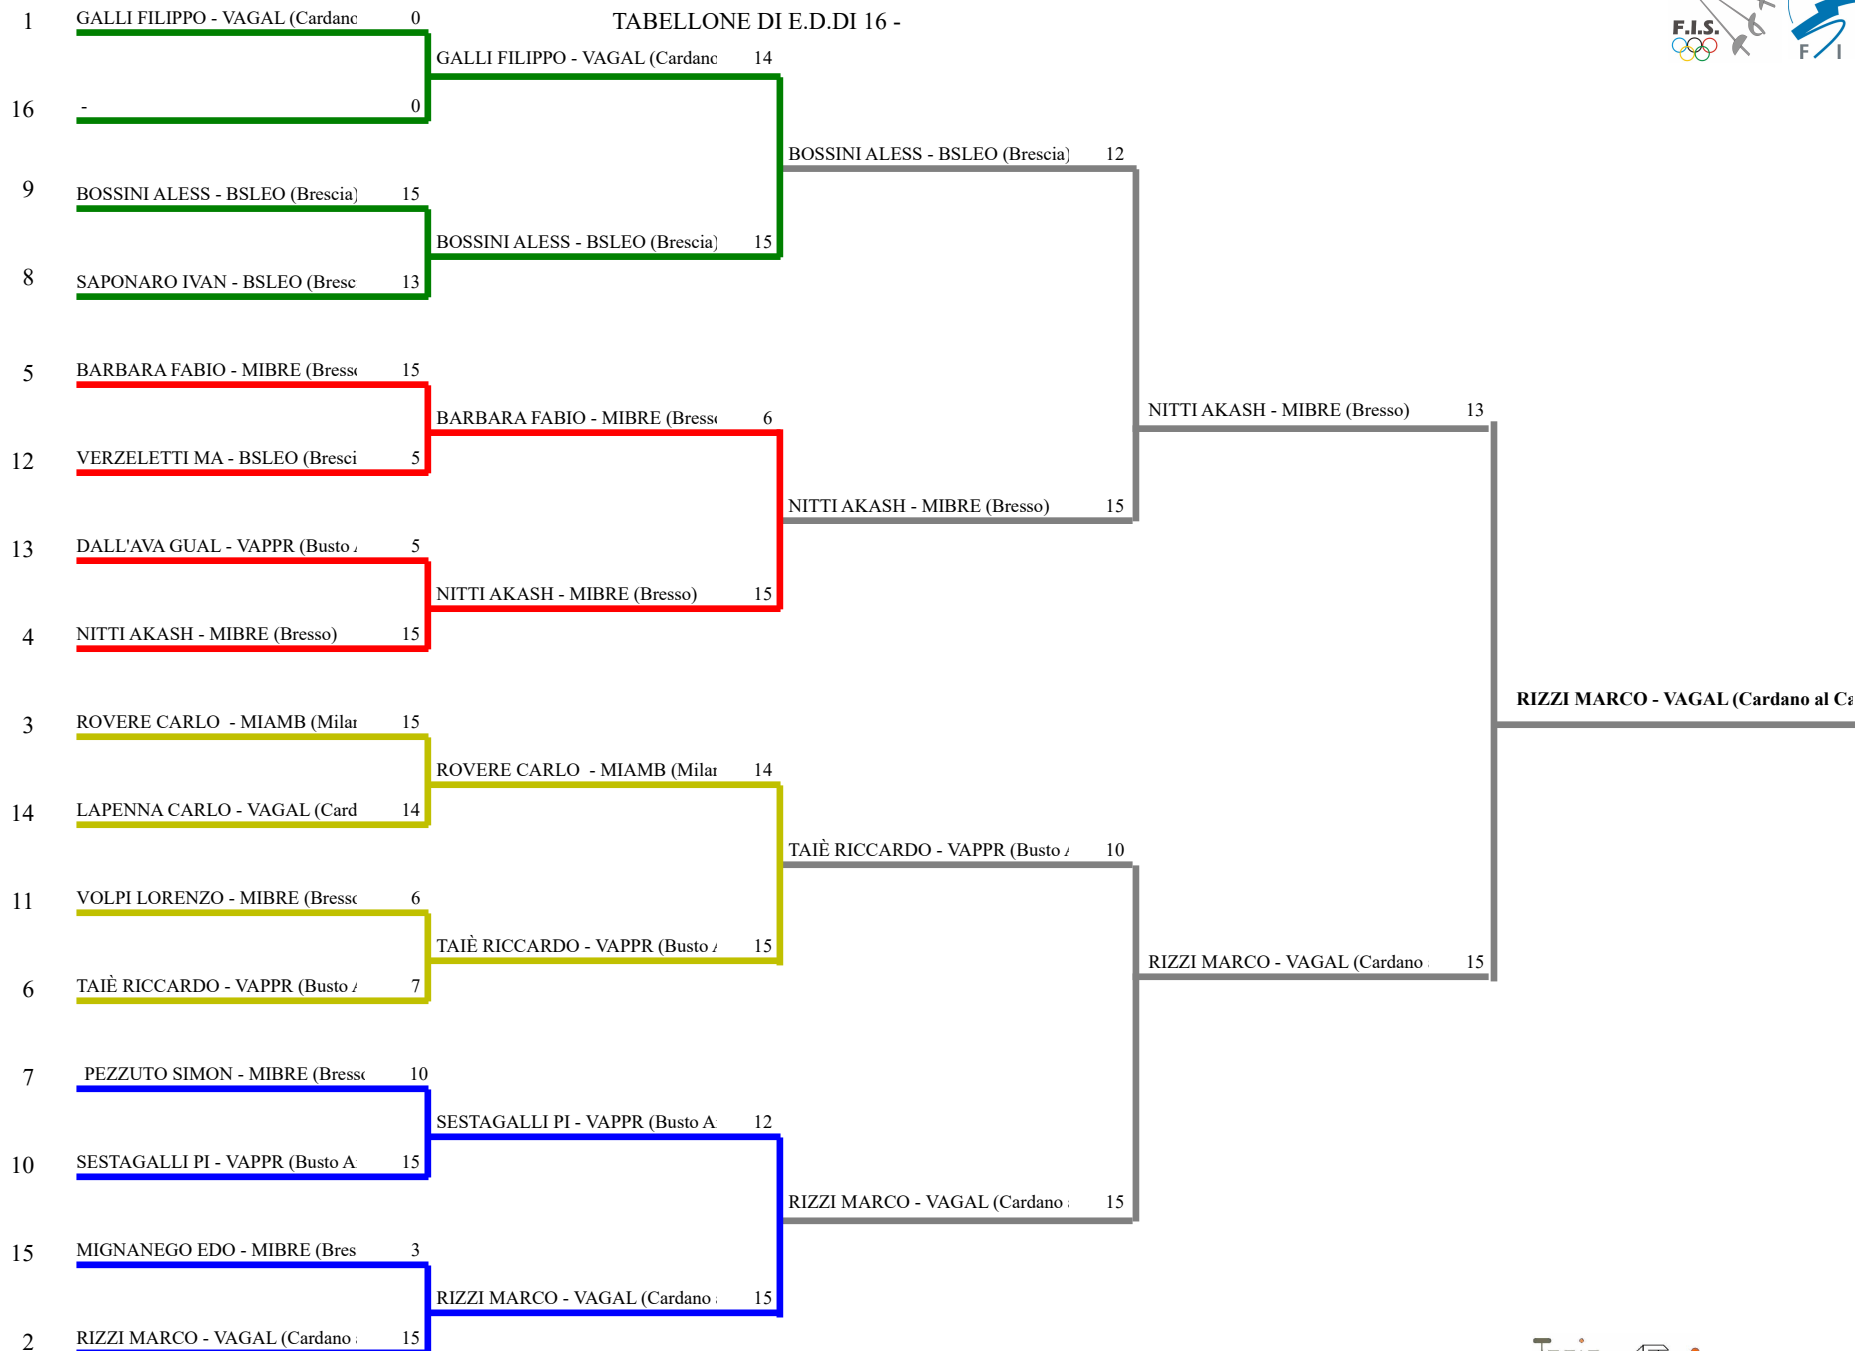 TABELLONE DI E.D.DI 16 -
F.I.S.
F I
1 GALLI FILIPPO - VAGAL (Cardano 0
GALLI FILIPPO - VAGAL (Cardano 14
16 - 0
BOSSINI ALESS - BSLEO (Brescia) 12
9 BOSSINI ALESS - BSLEO (Brescia) 15
BOSSINI ALESS - BSLEO (Brescia) 15
8 SAPONARO IVAN - BSLEO (Bresc 13
5 BARBARA FABIO - MIBRE (Bresso 15
NITTI AKASH - MIBRE (Bresso) 13
BARBARA FABIO - MIBRE (Bresso 6
12 VERZELETTI MA - BSLEO (Bresci 5
NITTI AKASH - MIBRE (Bresso) 15
13 DALL'AVA GUAL - VAPPR (Busto 5
NITTI AKASH - MIBRE (Bresso) 15
4 NITTI AKASH - MIBRE (Bresso) 15
RIZZI MARCO - VAGAL (Cardano al Ca
3 ROVERE CARLO - MIAMB (Milan 15
ROVERE CARLO - MIAMB (Milan 14
14 LAPENNA CARLO - VAGAL (Card 14
TAIÈ RICCARDO - VAPPR (Busto 10
11 VOLPI LORENZO - MIBRE (Bresso 6
TAIÈ RICCARDO - VAPPR (Busto 15
RIZZI MARCO - VAGAL (Cardano 15
6 TAIÈ RICCARDO - VAPPR (Busto 7
7 PEZZUTO SIMON - MIBRE (Bresso 10
SESTAGALLI PI - VAPPR (Busto A 12
10 SESTAGALLI PI - VAPPR (Busto A 15
RIZZI MARCO - VAGAL (Cardano 15
15 MIGNANEGO EDO - MIBRE (Bres 3
RIZZI MARCO - VAGAL (Cardano 15
2 RIZZI MARCO - VAGAL (Cardano 15